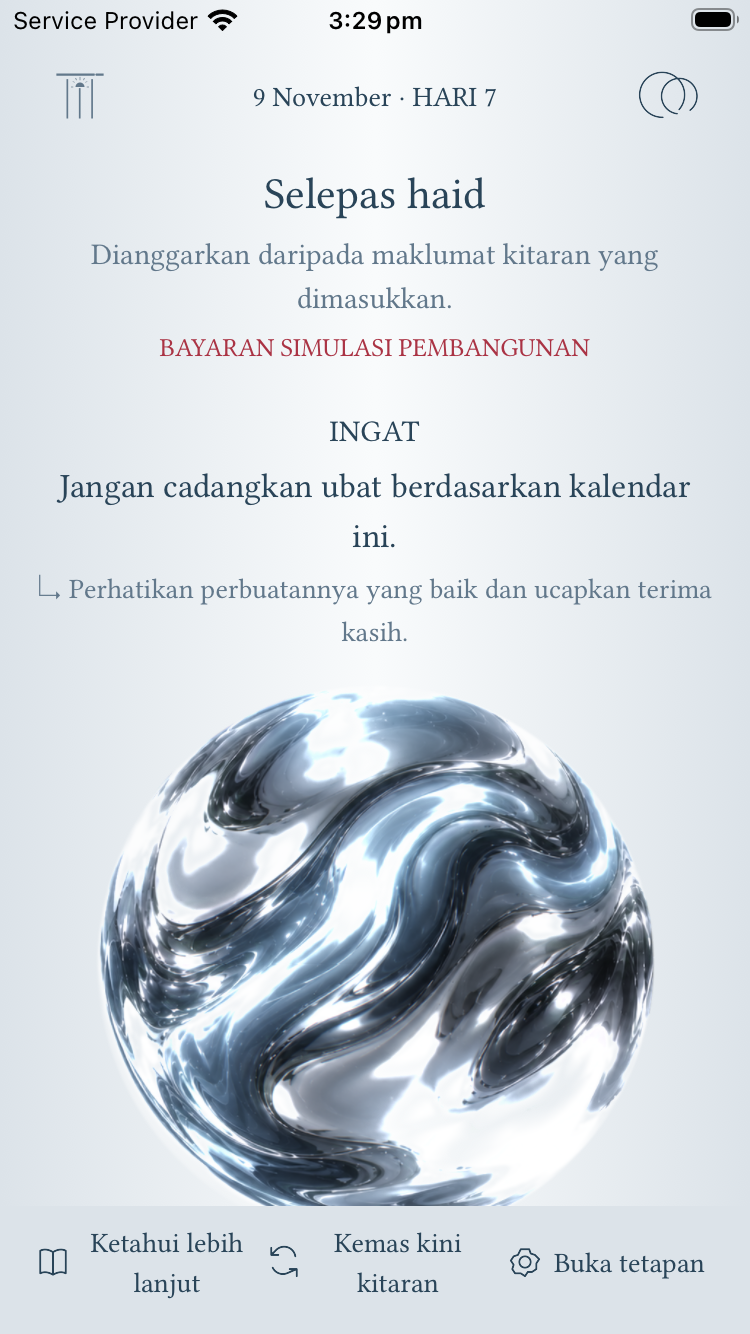 Service Provider 3:29 pm
9 November · HARI 7
Selepas haid
Dianggarkan daripada maklumat kitaran yang
dimasukkan.
BAYARAN SIMULASI PEMBANGUNAN
INGAT
Jangan cadangkan ubat berdasarkan kalendar
ini.
Perhatikan perbuatannya yang baik dan ucapkan terima
kasih.
Ketahui lebih
lanjut
Kemas kini
kitaran
Buka tetapan